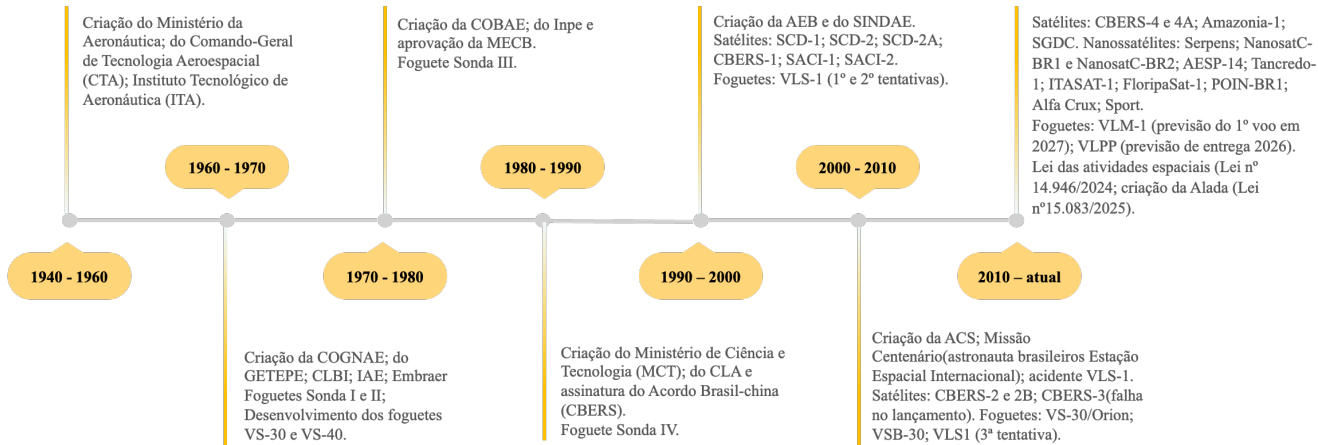 Criação do Ministério da
Aeronáutica; do Comando-Geral
de Tecnologia Aeroespacial
(CTA); Instituto Tecnológico de
Aeronáutica (ITA).
Criação da COBAE; do Inpe e
aprovação da MECB.
Foguete Sonda III.
Criação da AEB e do SINDAE.
Satélites: SCD-1; SCD-2; SCD-2A;
CBERS-1; SACI-1; SACI-2.
Foguetes: VLS-1 (1º e 2º tentativas).
Satélites: CBERS-4 e 4A; Amazonia-1;
SGDC. Nanossatélites: Serpens; NanosatC-
BR1 e NanosatC-BR2; AESP-14; Tancredo-
1; ITASAT-1; FloripaSat-1; POIN-BR1;
Alfa Crux; Sport.
Foguetes: VLM-1 (previsão do 1º voo em
2027); VLPP (previsão de entrega 2026).
Lei das atividades espaciais (Lei nº
14.946/2024; criação da Alada (Lei
nº15.083/2025).
1960 - 1970
1980 - 1990
2000 - 2010
1940 - 1960
1970 - 1980
1990 – 2000
2010 – atual
Criação da COGNAE; do
GETEPE; CLBI; IAE; Embraer
Foguetes Sonda I e II;
Desenvolvimento dos foguetes
VS-30 e VS-40.
Criação do Ministério de Ciência e
Tecnologia (MCT); do CLA e
assinatura do Acordo Brasil-china
(CBERS).
Foguete Sonda IV.
Criação da ACS; Missão
Centenário(astronauta brasileiros Estação
Espacial Internacional); acidente VLS-1.
Satélites: CBERS-2 e 2B; CBERS-3(falha
no lançamento). Foguetes: VS-30/Orion;
VSB-30; VLS1 (3ª tentativa).